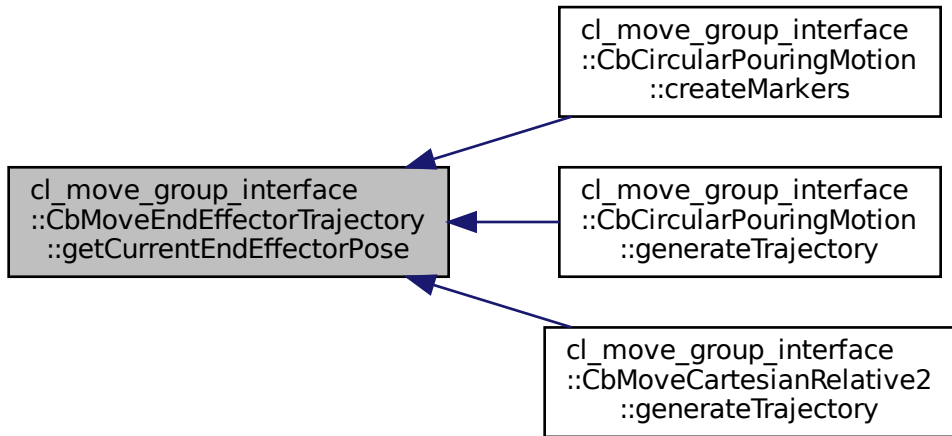 cl_move_group_interface
::CbCircularPouringMotion
::createMarkers
cl_move_group_interface
::CbMoveEndEffectorTrajectory
::getCurrentEndEffectorPose
cl_move_group_interface
::CbCircularPouringMotion
::generateTrajectory
cl_move_group_interface
::CbMoveCartesianRelative2
::generateTrajectory